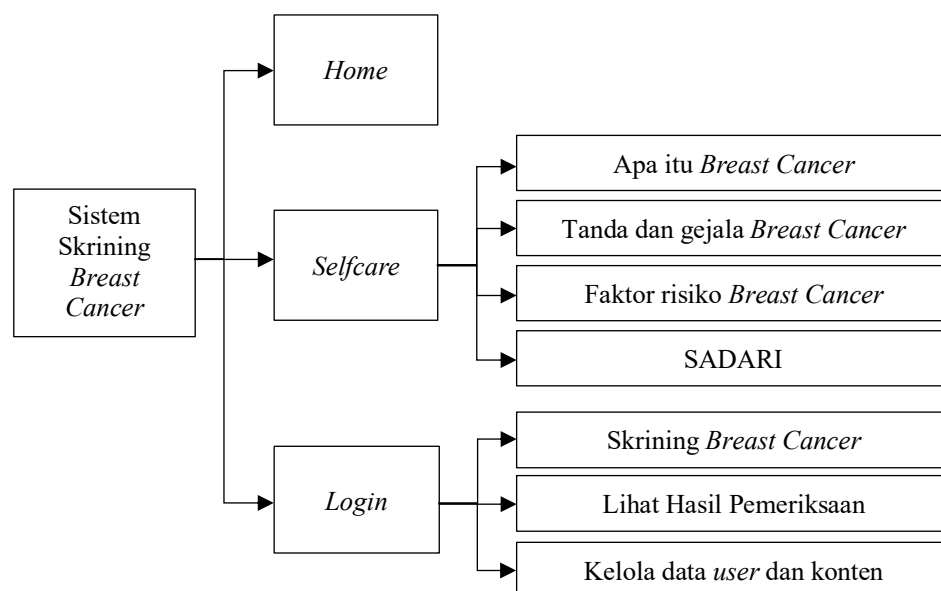 Home
Apa itu Breast Cancer
Sistem
Skrining
Breast
Cancer
Selfcare
Tanda dan gejala Breast Cancer
Faktor risiko Breast Cancer
SADARI
Login
Skrining Breast Cancer
Lihat Hasil Pemeriksaan
Kelola data user dan konten